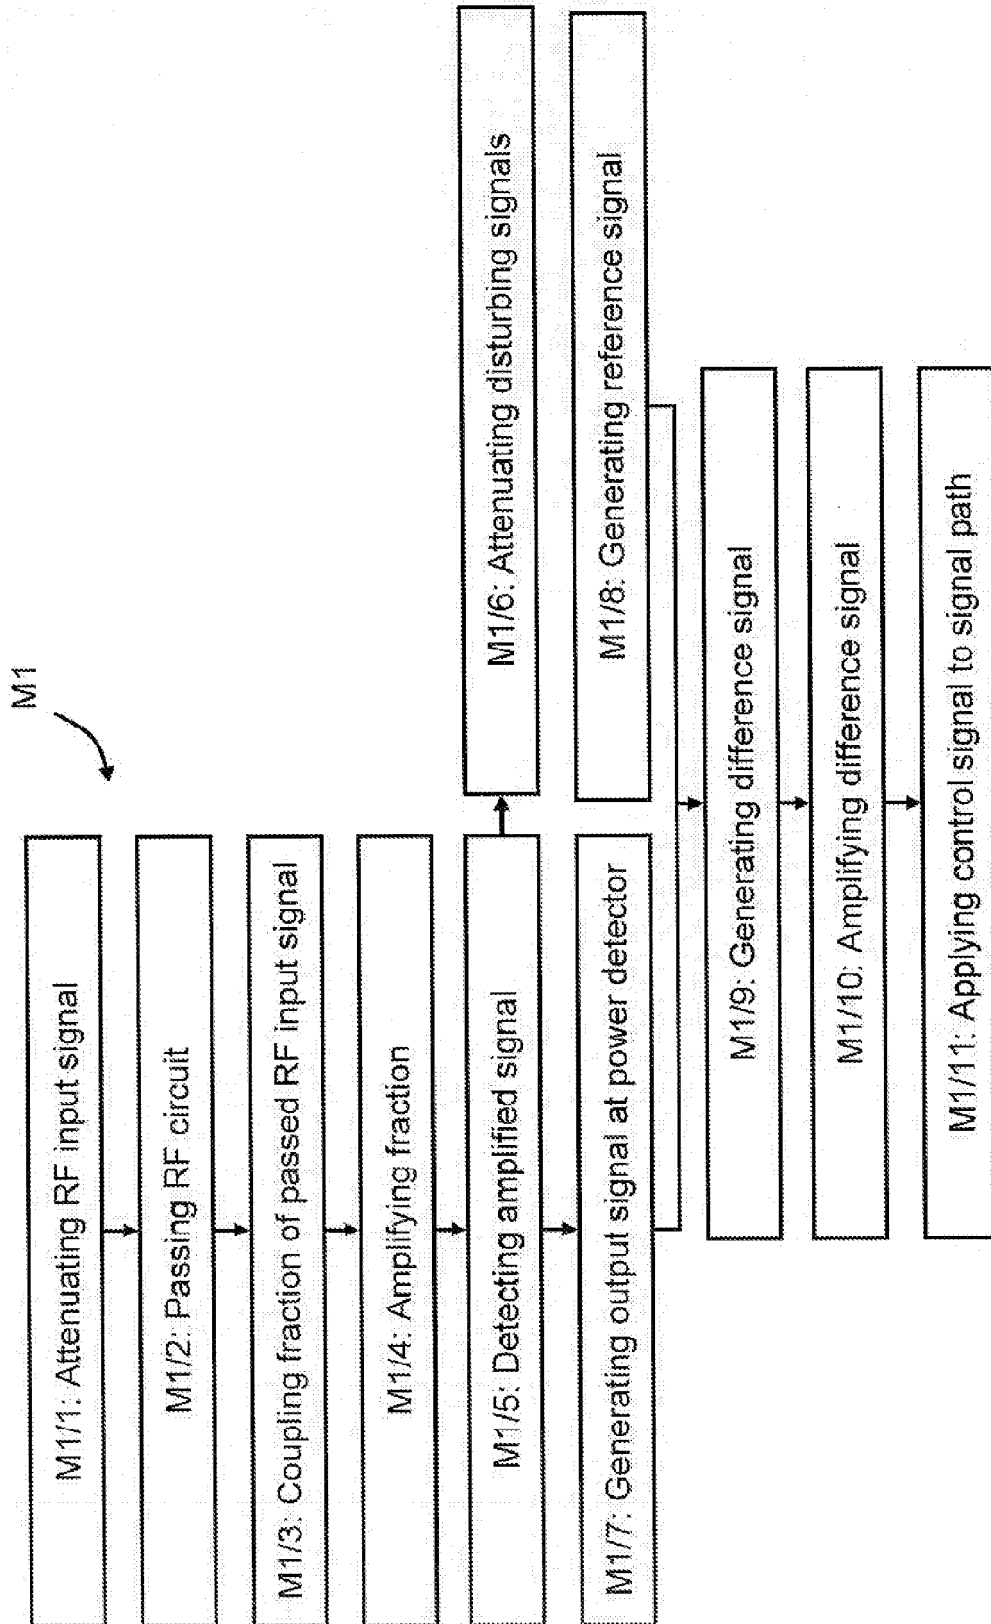 M1
M1/1: Attenuating RF input signal
M1/2: Passing RF circuit
M1/3: Coupling fraction of passed RF input signal
M1/4: Amplifying fraction
M1/5: Detecting amplified signal
M1/6: Attenuating disturbing signals
M1/7: Generating output signal at power detector
M1/8: Generating reference signal
M1/9: Generating difference signal
M1/10: Amplifying difference signal
M1/11: Applying control signal to signal path